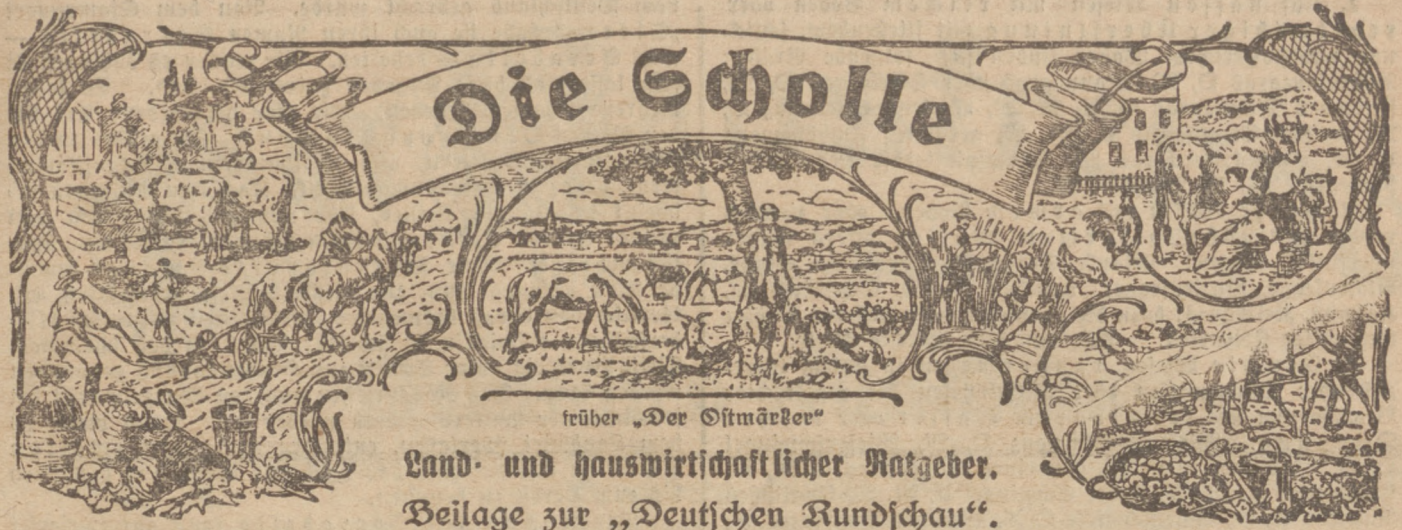 Die Scholle
früher „Der Ostmärker“
Land- und hauswirtschaftlicher Ratgeber.
Beilage zur „Deutschen Rundschau“.